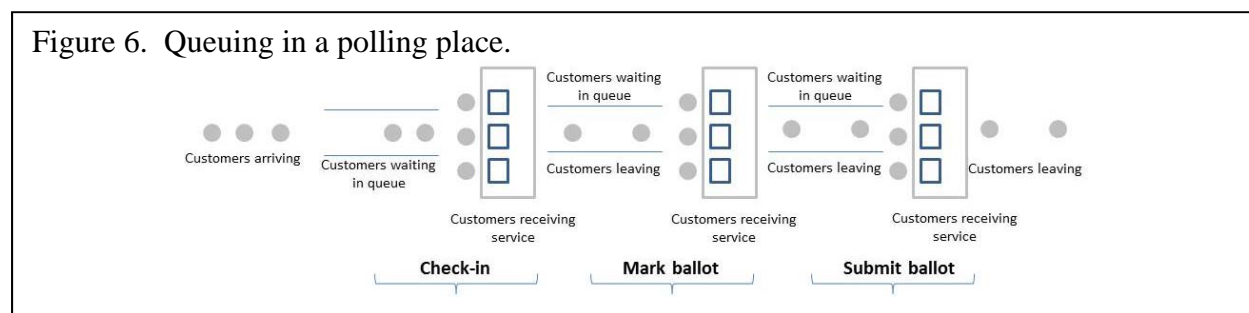 Figure 6.  Queuing in a polling place.
Customers waiting
in queue
Customers waiting
in queue
Customers arriving
Customers waiting
in queue
Customers leaving
Customers leaving
Customers leaving
Customers receiving
service
Customers receiving
service
Customers receiving
service
Check-in
Mark ballot
Submit ballot